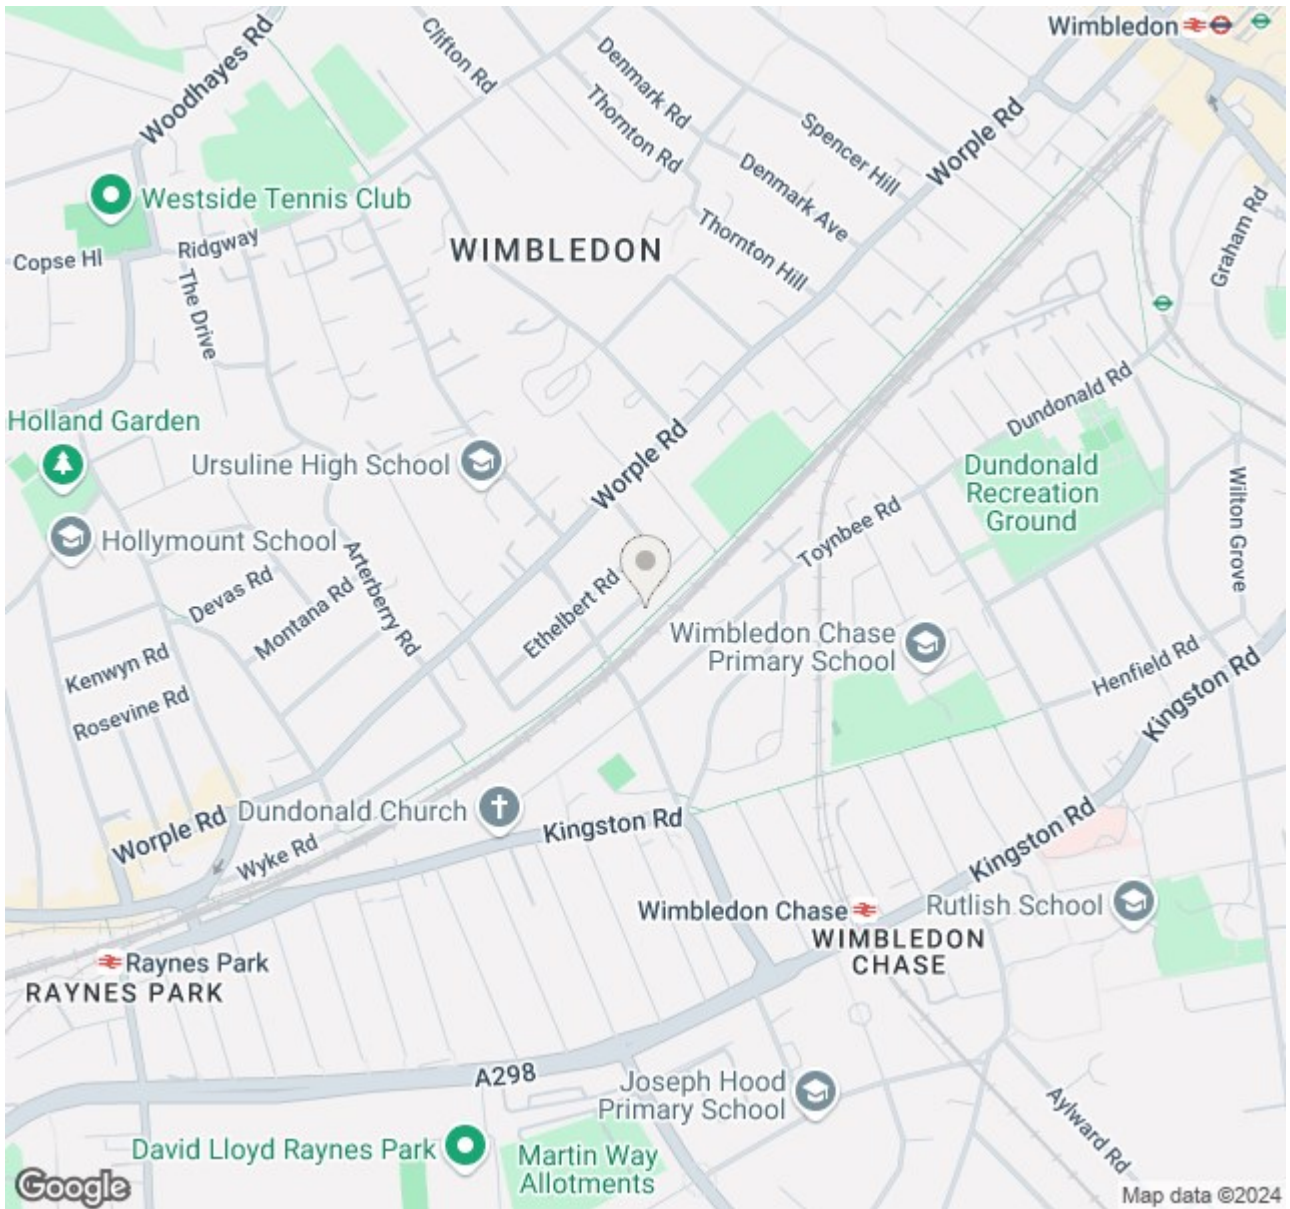 Wimbledon
Woodhayes Rd
Clifton Rd
Denmark Rd
Thornton Rd
Spencer Hill
Worple Rd
Denmark Ave
Westside Tennis Club
Ridgway
Copse Hl
The Drive
WIMBLEDON
Thornton Hill
Graham Rd
Holland Garden
Ursuline High School
Worple Rd
Dundonald Rd
Dundonald
Recreation
Ground
Wilton Grove
Hollymount School
Toynbee Rd
Arterberry Rd
Devas Rd
Montana Rd
Ethelbert Rd
Wimbledon Chase
Primary School
Kenwyn Rd
Rosevine Rd
Henfield Rd
Kingston Rd
Worple Rd
Wyke Rd
Dundonald Church
Kingston Rd
Kingston Rd
Wimbledon Chase
WIMBLEDON
CHASE
Rutlish School
Raynes Park
RAYNES PARK
A298
Joseph Hood
Primary School
Aylward Rd
David Lloyd Raynes Park
Martin Way
Allotments
Google
Map data ©2024